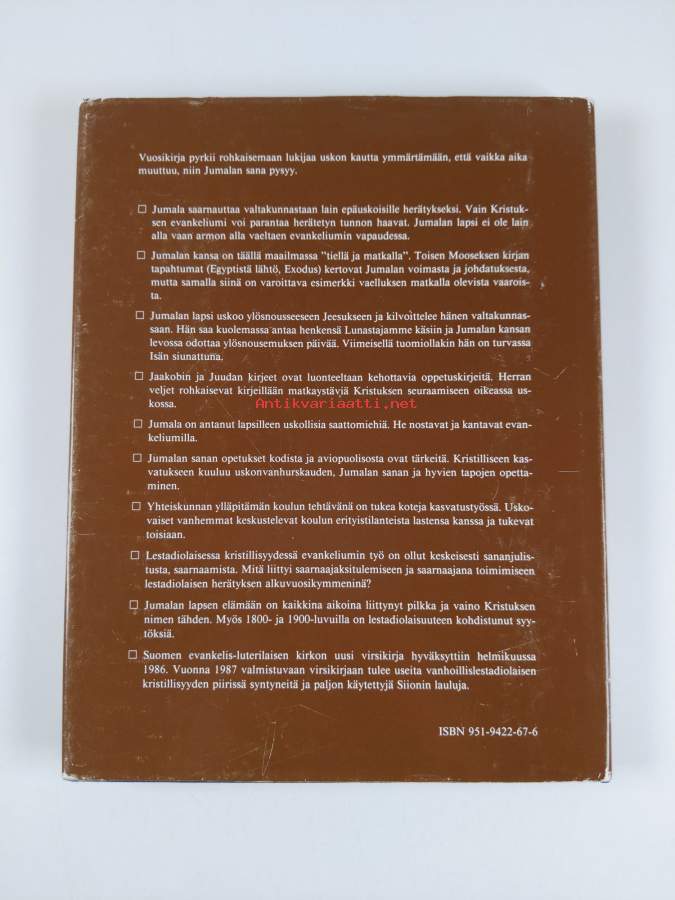 Vuosikirja pyrkii rohkaisemaan lukijaa uskon kautta ymmärtämään, että vaikka aika
muuttuu, niin Jumalan sana pysyy.
☐ Jumala saarnauttaa valtakunnastaan lain epäuskoisille herätykseksi. Vain Kristuk-
sen evankeliumi voi parantaa herätetyn tunnon haavat. Jumalan lapsi ei ole lain
alla vaan armon alla vaeltaen evankeliumin vapaudessa.
☐ Jumalan kansa on täällä maailmassa "tiellä ja matkalla". Toisen Mooseksen kirjan
tapahtumat (Egyptistä lähtö, Exodus) kertovat Jumalan voimasta ja johdatuksesta,
mutta samalla siinä on varoittava esimerkki vaelluksen matkalla olevista vaarois-
ta.
☐ Jumalan lapsi uskoo ylösnousseeseen Jeesukseen ja kilvoittelee hänen valtakunnas-
saan. Hän saa kuolemassa antaa henkensä Lunastajamme käsiin ja Jumalan kansan
levossa odottaa ylösnousemuksen päivää. Viimeisellä tuomiollakin hän on turvassa
Isän siunattuna.
☐ Jaakobin ja Juudan kirjeet ovat luonteeltaan kehottavia oppetuskirjeitä. Herran
veljet rohkaisevat kirjeillään matkaystäviä Kristuksen seuraamiseen oikeassa us-
kossa.
Antikvariaatti.net
☐ Jumala on antanut lapsilleen uskollisia saattomiehiä. He nostavat ja kantavat evan-
keliumilla.
☐ Jumalan sanan opetukset kodista ja aviopuolisosta ovat tärkeitä. Kristilliseen kas-
vatukseen kuuluu uskonvanhurskauden, Jumalan sanan ja hyvien tapojen opetta-
minen.
☐ Yhteiskunnan ylläpitämän koulun tehtävänä on tukea koteja kasvatustyössä. Usko-
vaiset vanhemmat keskustelevat koulun erityistilanteista lastensa kanssa ja tukevat
toisiaan.
☐ Lestadiolaisessa kristillisyydessä evankeliumin työ on ollut keskeisesti sananjulis-
tusta, saarnaamista. Mitä liittyi saarnaajaksitulemiseen ja saarnaajana toimimiseen
lestadiolaisen herätyksen alkuvuosikymmeninä?
☐ Jumalan lapsen elämään on kaikkina aikoina liittynyt pilkka ja vaino Kristuksen
nimen tähden. Myös 1800- ja 1900-luvuilla on lestadiolaisuuteen kohdistunut syy-
töksiä.
☐ Suomen evankelis-luterilaisen kirkon uusi virsikirja hyväksyttiin helmikuussa
1986. Vuonna 1987 valmistuvaan virsikirjaan tulee useita vanhoillislestadiolaisen
kristillisyyden piirissä syntyneitä ja paljon käytettyjä Siionin lauluja.
ISBN 951-9422-67-6